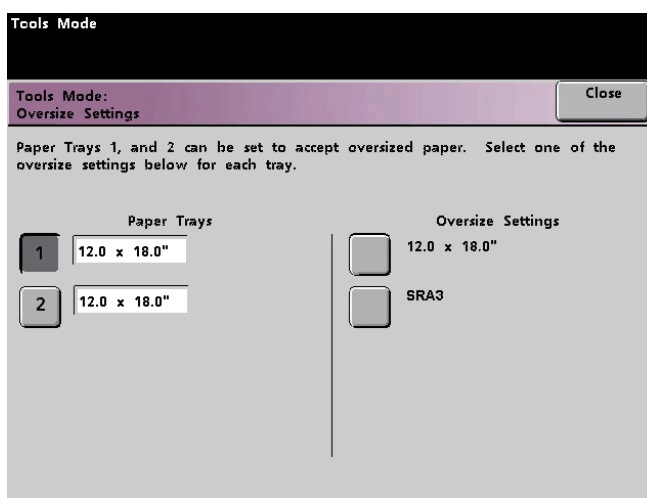 Tools Mode
Tools Mode:
Oversize Settings
Close
Paper Trays 1, and 2 can be set to accept oversized paper. Select one of the
oversize settings below for each tray.
Paper Trays
1
12.0 x 18.0"
2
12.0 x 18.0"
Oversize Settings
12.0 x 18.0"
SRA3